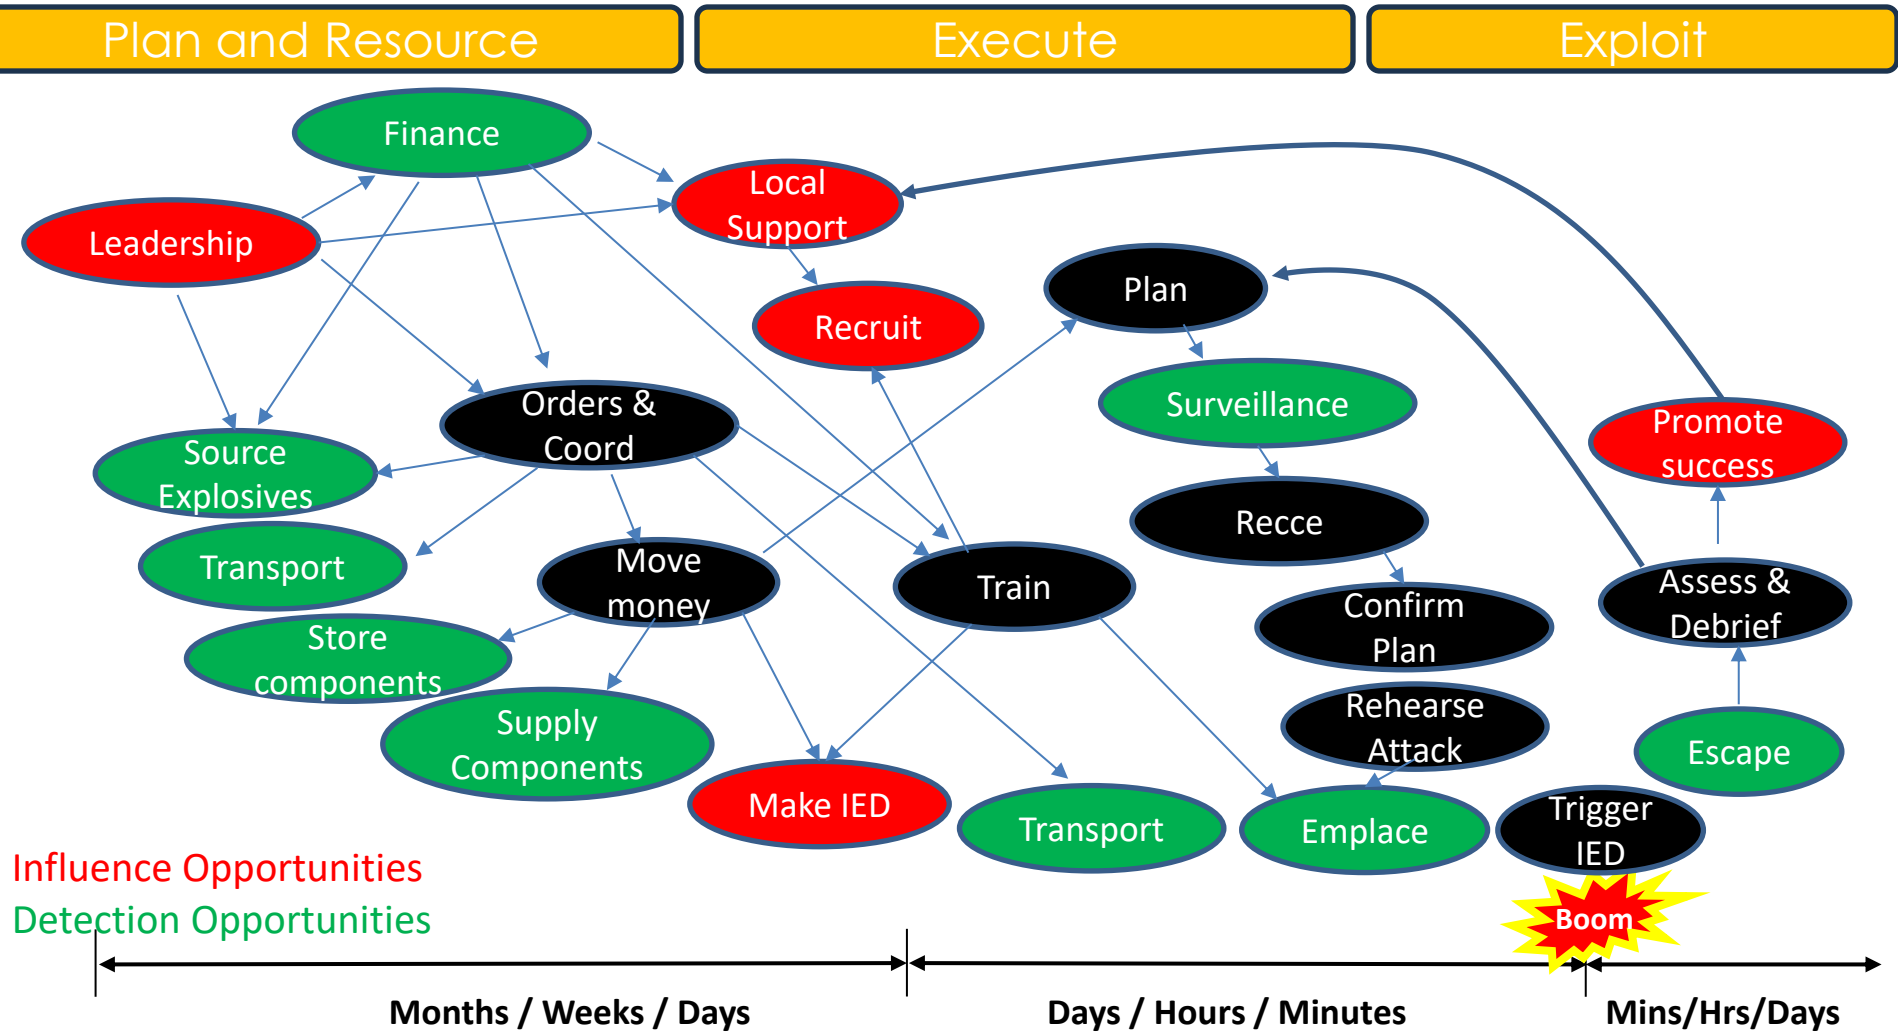 Plan and Resource
Execute
Exploit
Finance
Local
Support
Leadership
Plan
Recruit
Surveillance
Orders &
Coord
Promote
success
Source
Explosives
Recce
Transport
Move
money
Train
Assess &
Debrief
Confirm
Plan
Store
components
Rehearse
Attack
Supply
Components
Escape
Make IED
Transport
Emplace
Trigger
IED
Influence Opportunities
Detection Opportunities
Boom
Months / Weeks / Days
Days / Hours / Minutes
Mins/Hrs/Days